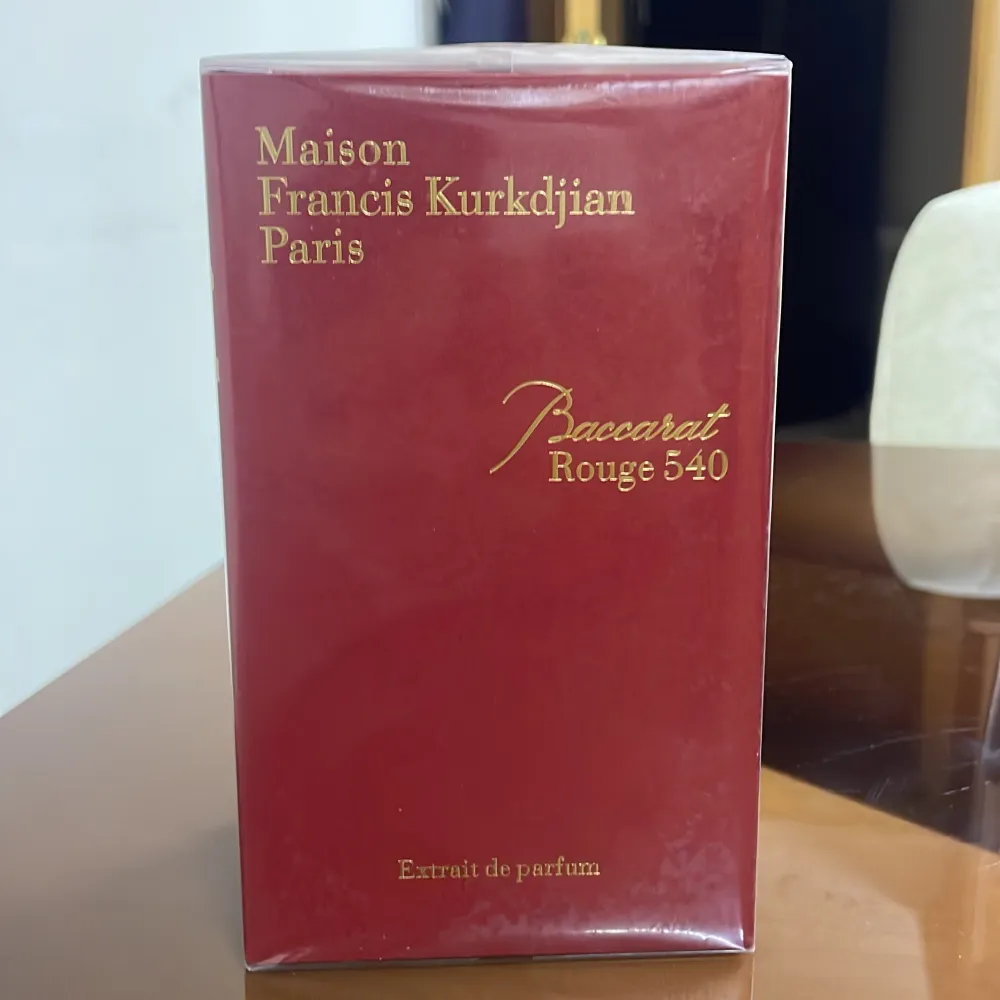 Maison
Francis Kurkdjian
Paris
Baccarat
Rouge 540
Extrait de parfum